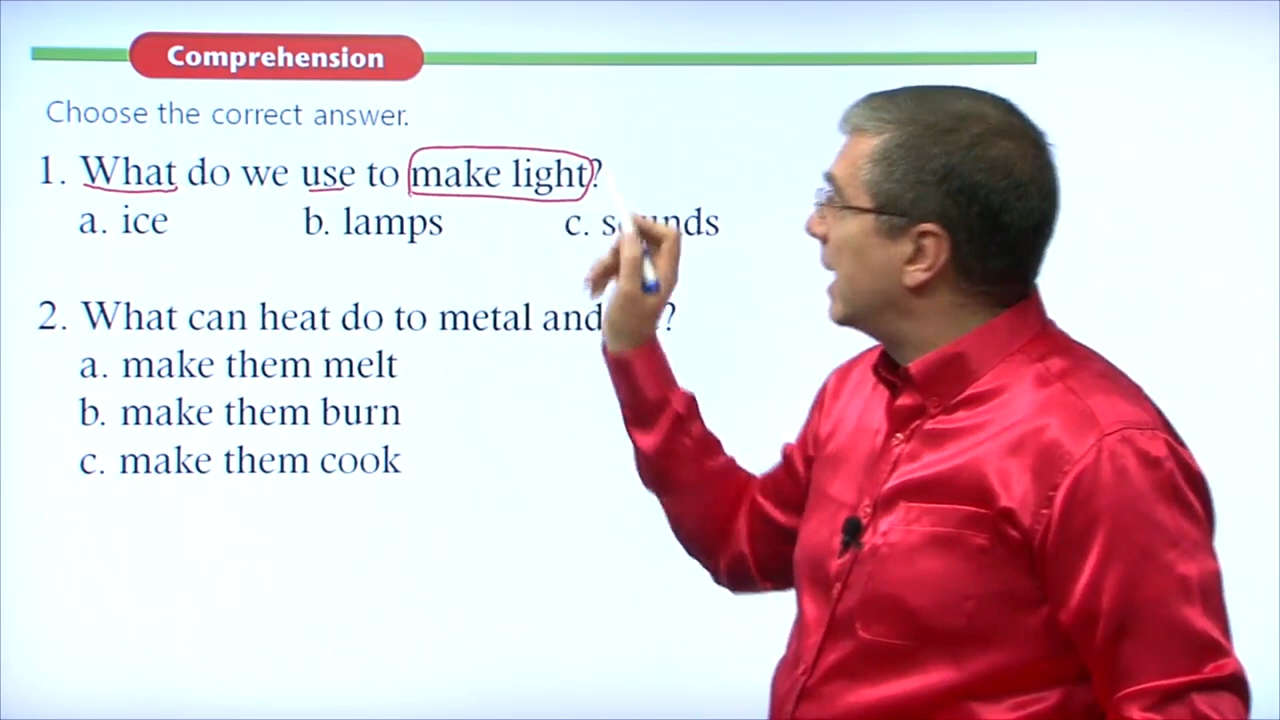 Comprehension
Choose the correct answer.
1. What do we use to make light?
a. ice b. lamps c. sounds
2. What can heat do to metal and ?
a. make them melt
b. make them burn
c. make them cook